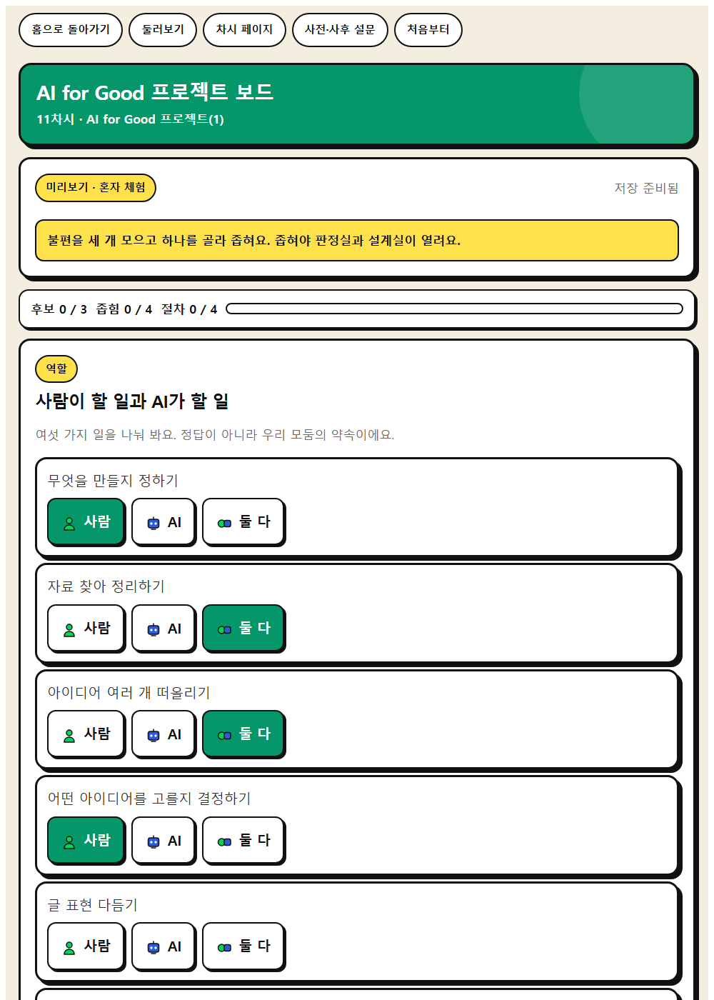 홈으로 돌아가기 둘러보기 차시 페이지 사전·사후 설문 처음부터
AI for Good 프로젝트 보드
11차시 · AI for Good 프로젝트(1)
미리보기 · 혼자 체험 저장 준비됨
불편을 세 개 모으고 하나를 골라 좁혀요. 좁혀야 판정실과 설계실이 열려요.
후보 0 / 3 좁힘 0 / 4 절차 0 / 4
역할
사람이 할 일과 AI가 할 일
여섯 가지 일을 나눠 봐요. 정답이 아니라 우리 모둠의 약속이에요.
무엇을 만들지 정하기
사람 AI 둘 다
자료 찾아 정리하기
사람 AI 둘 다
아이디어 여러 개 떠올리기
사람 AI 둘 다
어떤 아이디어를 고를지 결정하기
사람 AI 둘 다
글 표현 다듬기
사람 AI 둘 다